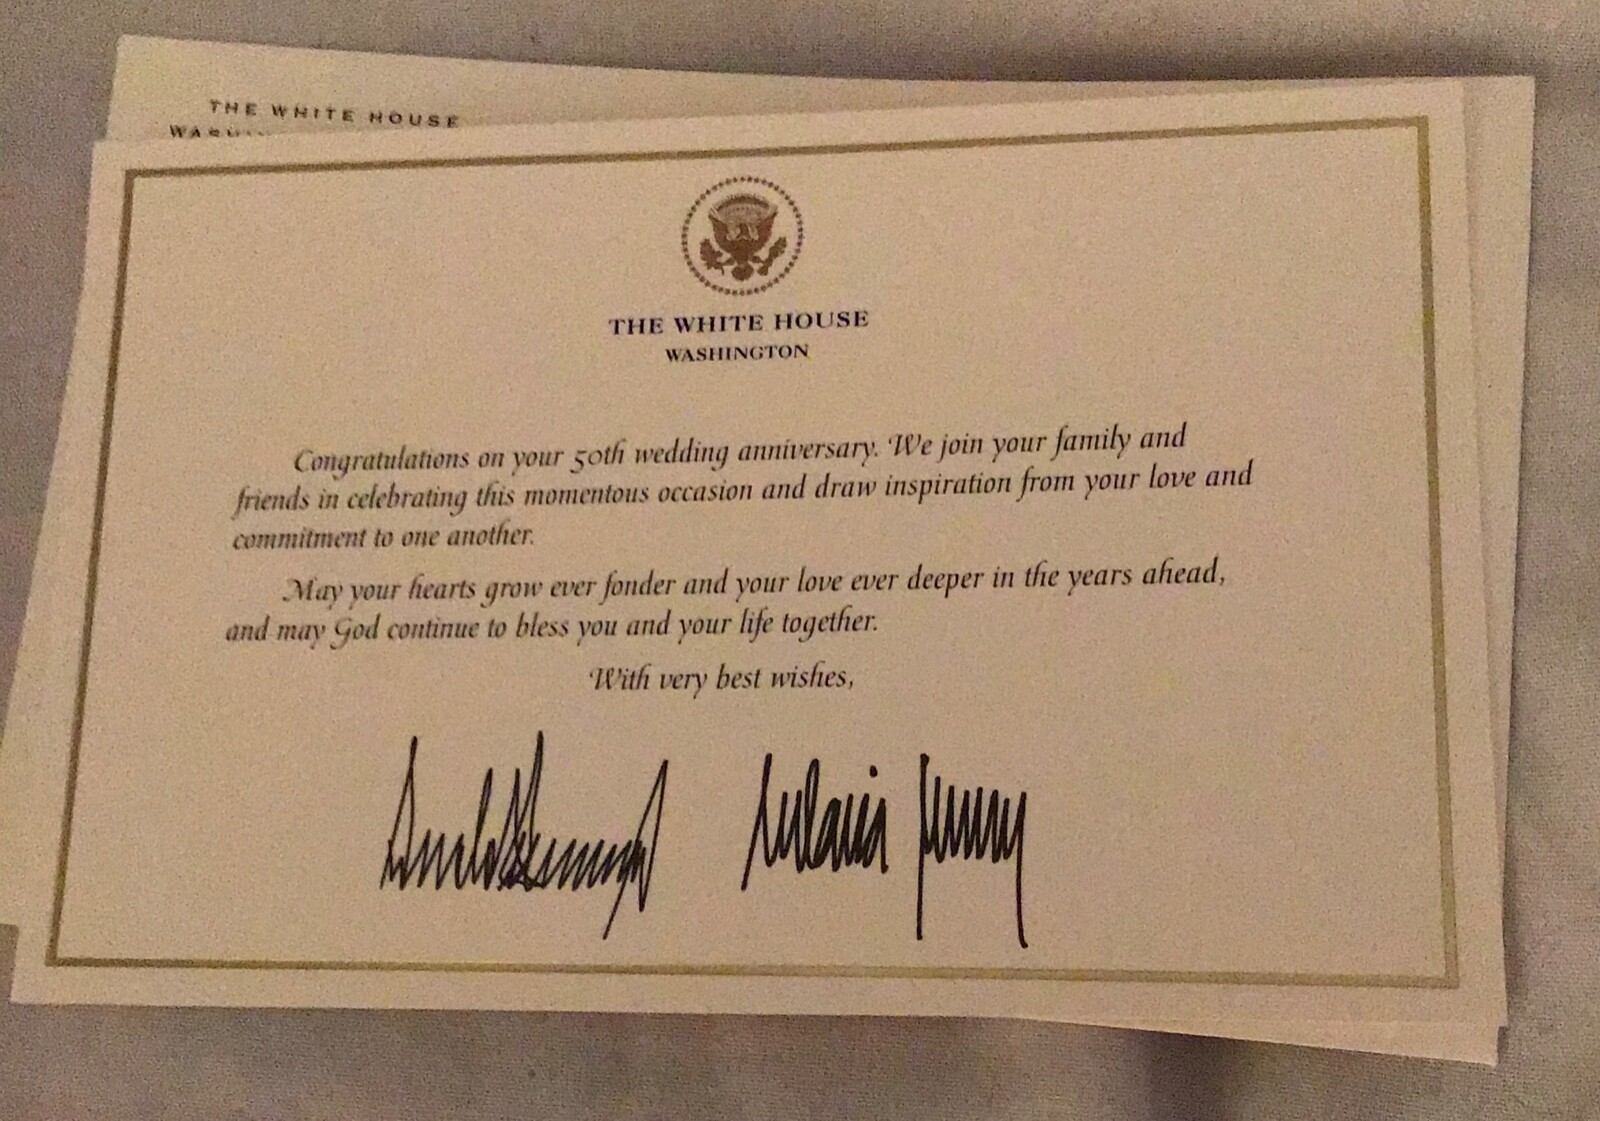 THE WHITE HOUSE
THE WHITE HOUSE
WASHINGTON
Congratulations on your 50th wedding anniversary. We join your family and
friends in celebrating this momentous occasion and draw inspiration from your love and
commitment to one another.
May your hearts grow ever fonder and your love ever deeper in the years ahead,
and may God continue to bless you and your life together.
With very best wishes,